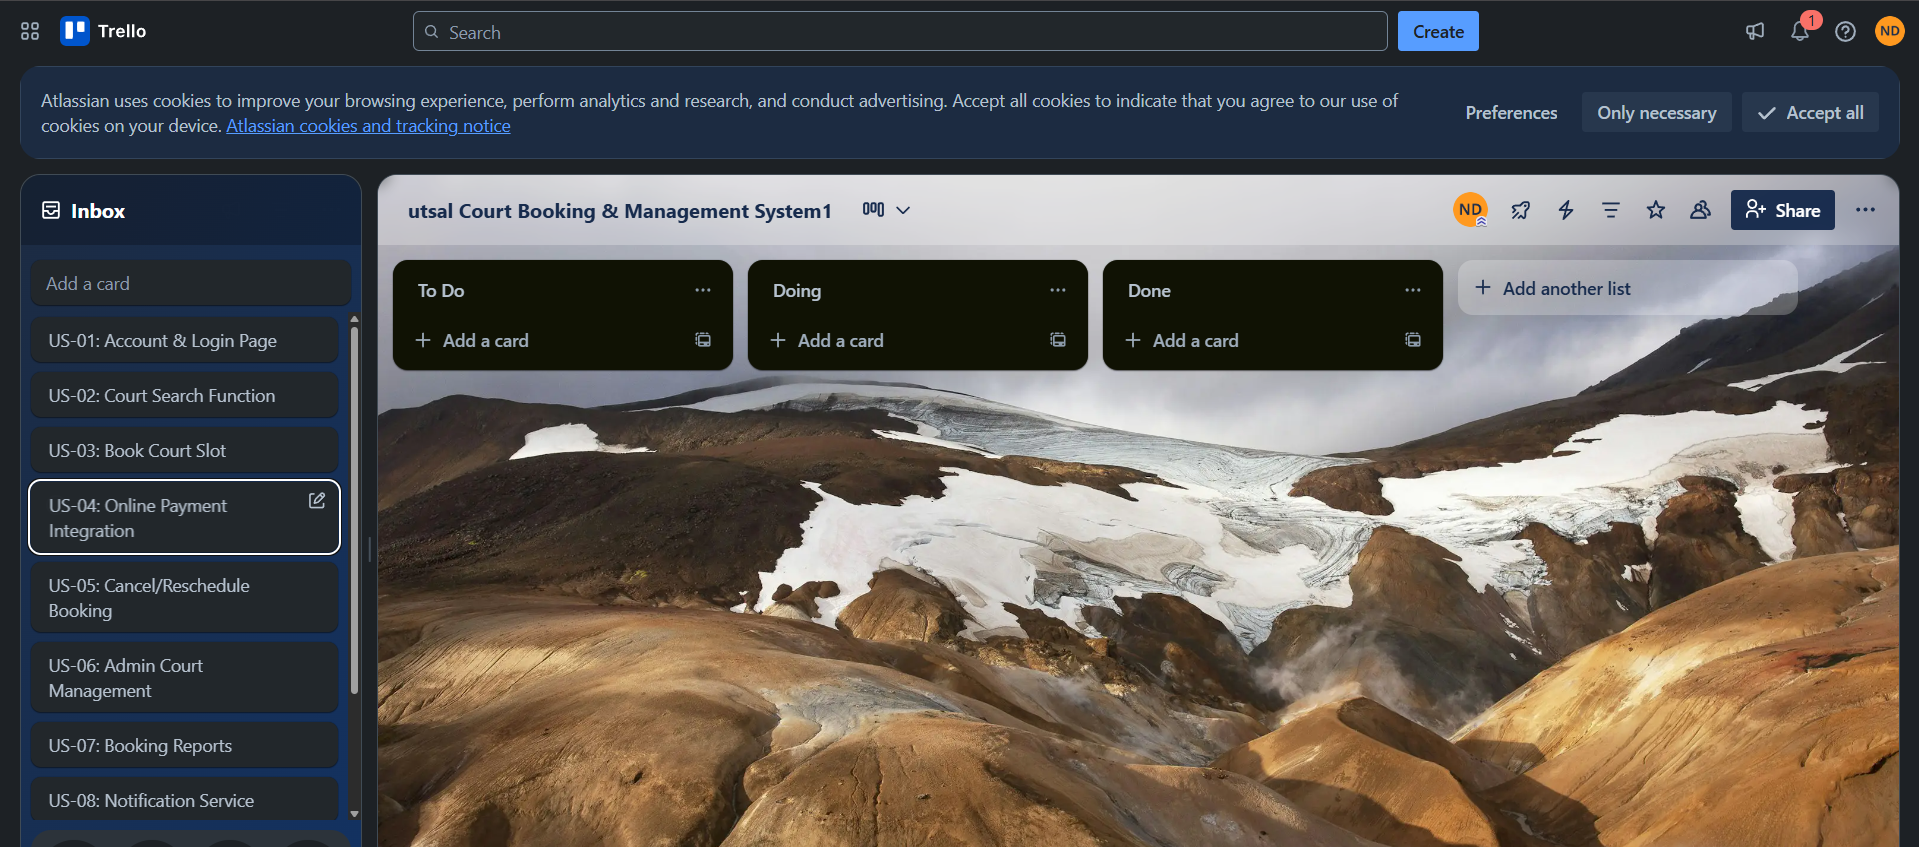 Trello
Search
Create
1
ND
Atlassian uses cookies to improve your browsing experience, perform analytics and research, and conduct advertising. Accept all cookies to indicate that you agree to our use of
cookies on your device. Atlassian cookies and tracking notice
Preferences
Only necessary
Accept all
Inbox
Add a card
US-01: Account & Login Page
US-02: Court Search Function
US-03: Book Court Slot
US-04: Online Payment
Integration
US-05: Cancel/Reschedule
Booking
US-06: Admin Court
Management
US-07: Booking Reports
US-08: Notification Service
utsal Court Booking & Management System1
ND
Share
To Do
Add a card
Doing
Add a card
Done
Add a card
Add another list